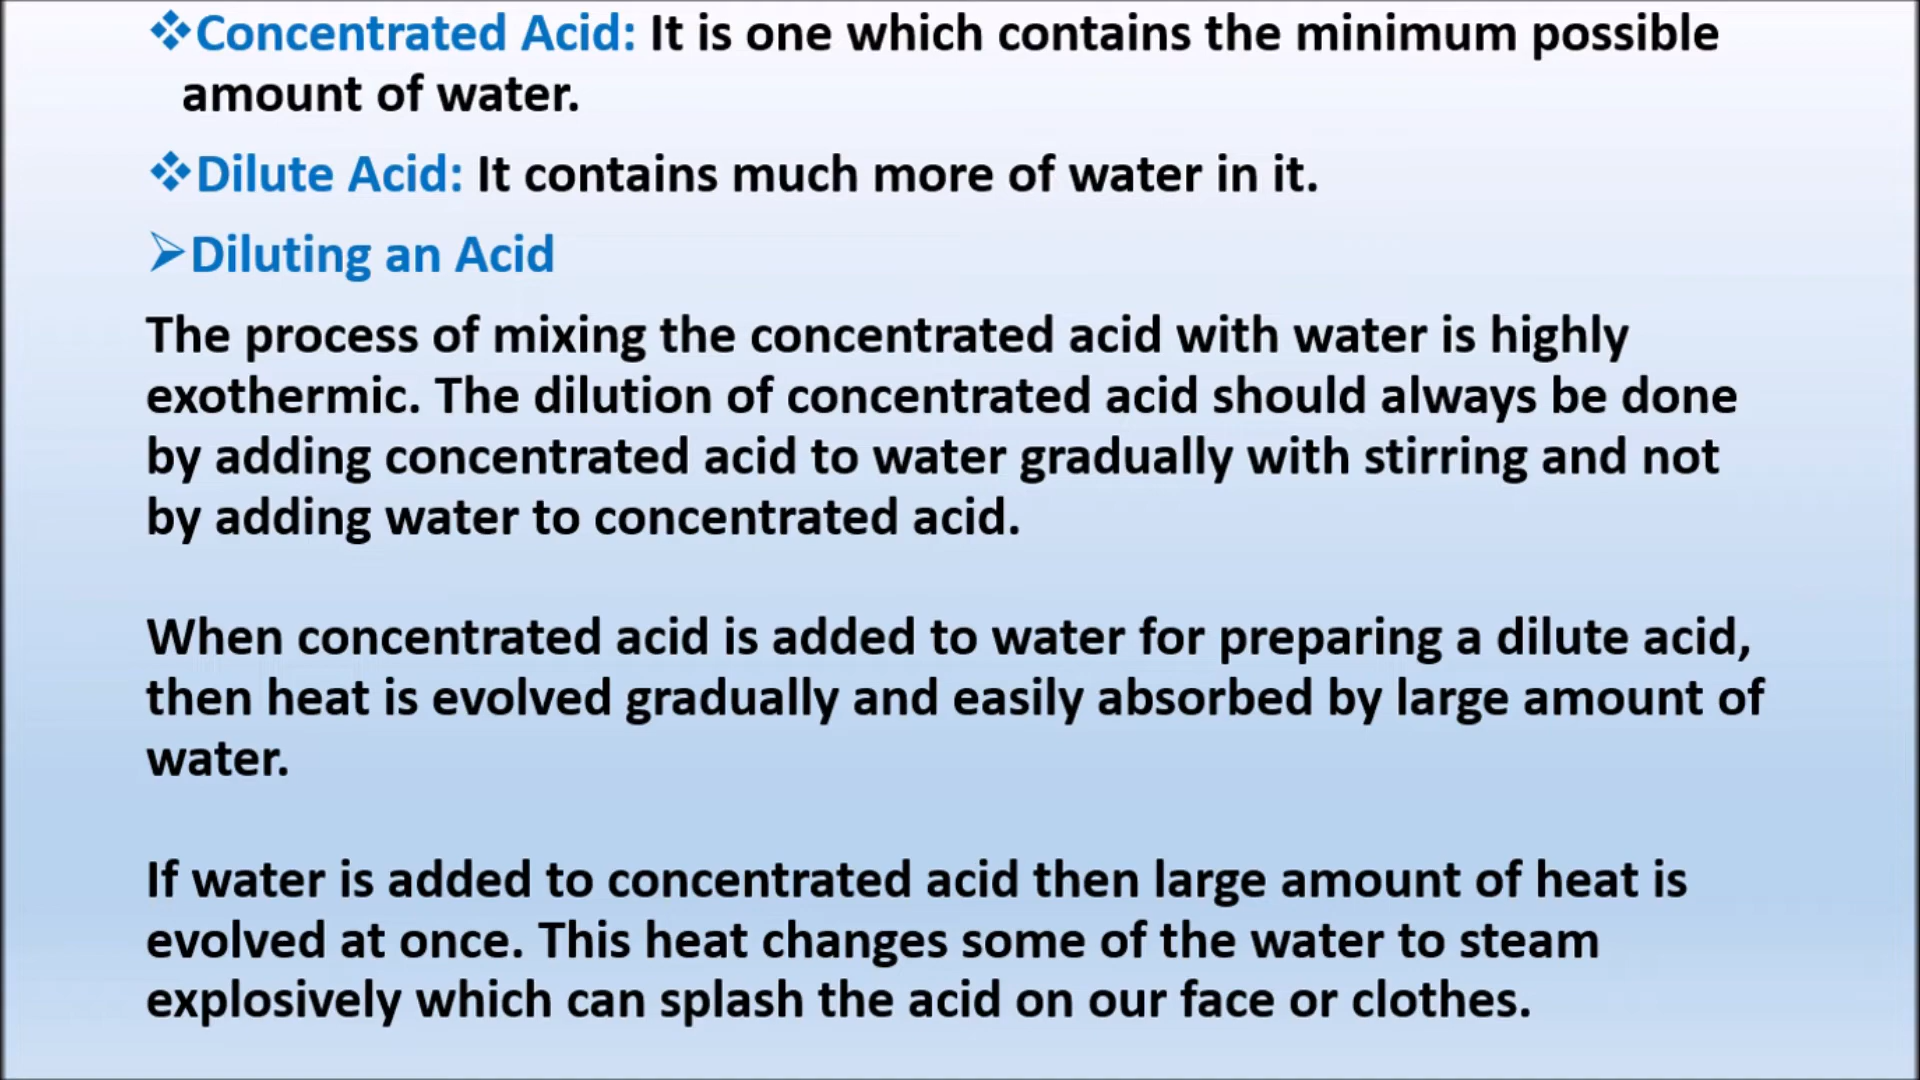 ❖Concentrated Acid: It is one which contains the minimum possible
amount of water.
❖Dilute Acid: It contains much more of water in it.
➢Diluting an Acid
The process of mixing the concentrated acid with water is highly
exothermic. The dilution of concentrated acid should always be done
by adding concentrated acid to water gradually with stirring and not
by adding water to concentrated acid.
When concentrated acid is added to water for preparing a dilute acid,
then heat is evolved gradually and easily absorbed by large amount of
water.
If water is added to concentrated acid then large amount of heat is
evolved at once. This heat changes some of the water to steam
explosively which can splash the acid on our face or clothes.